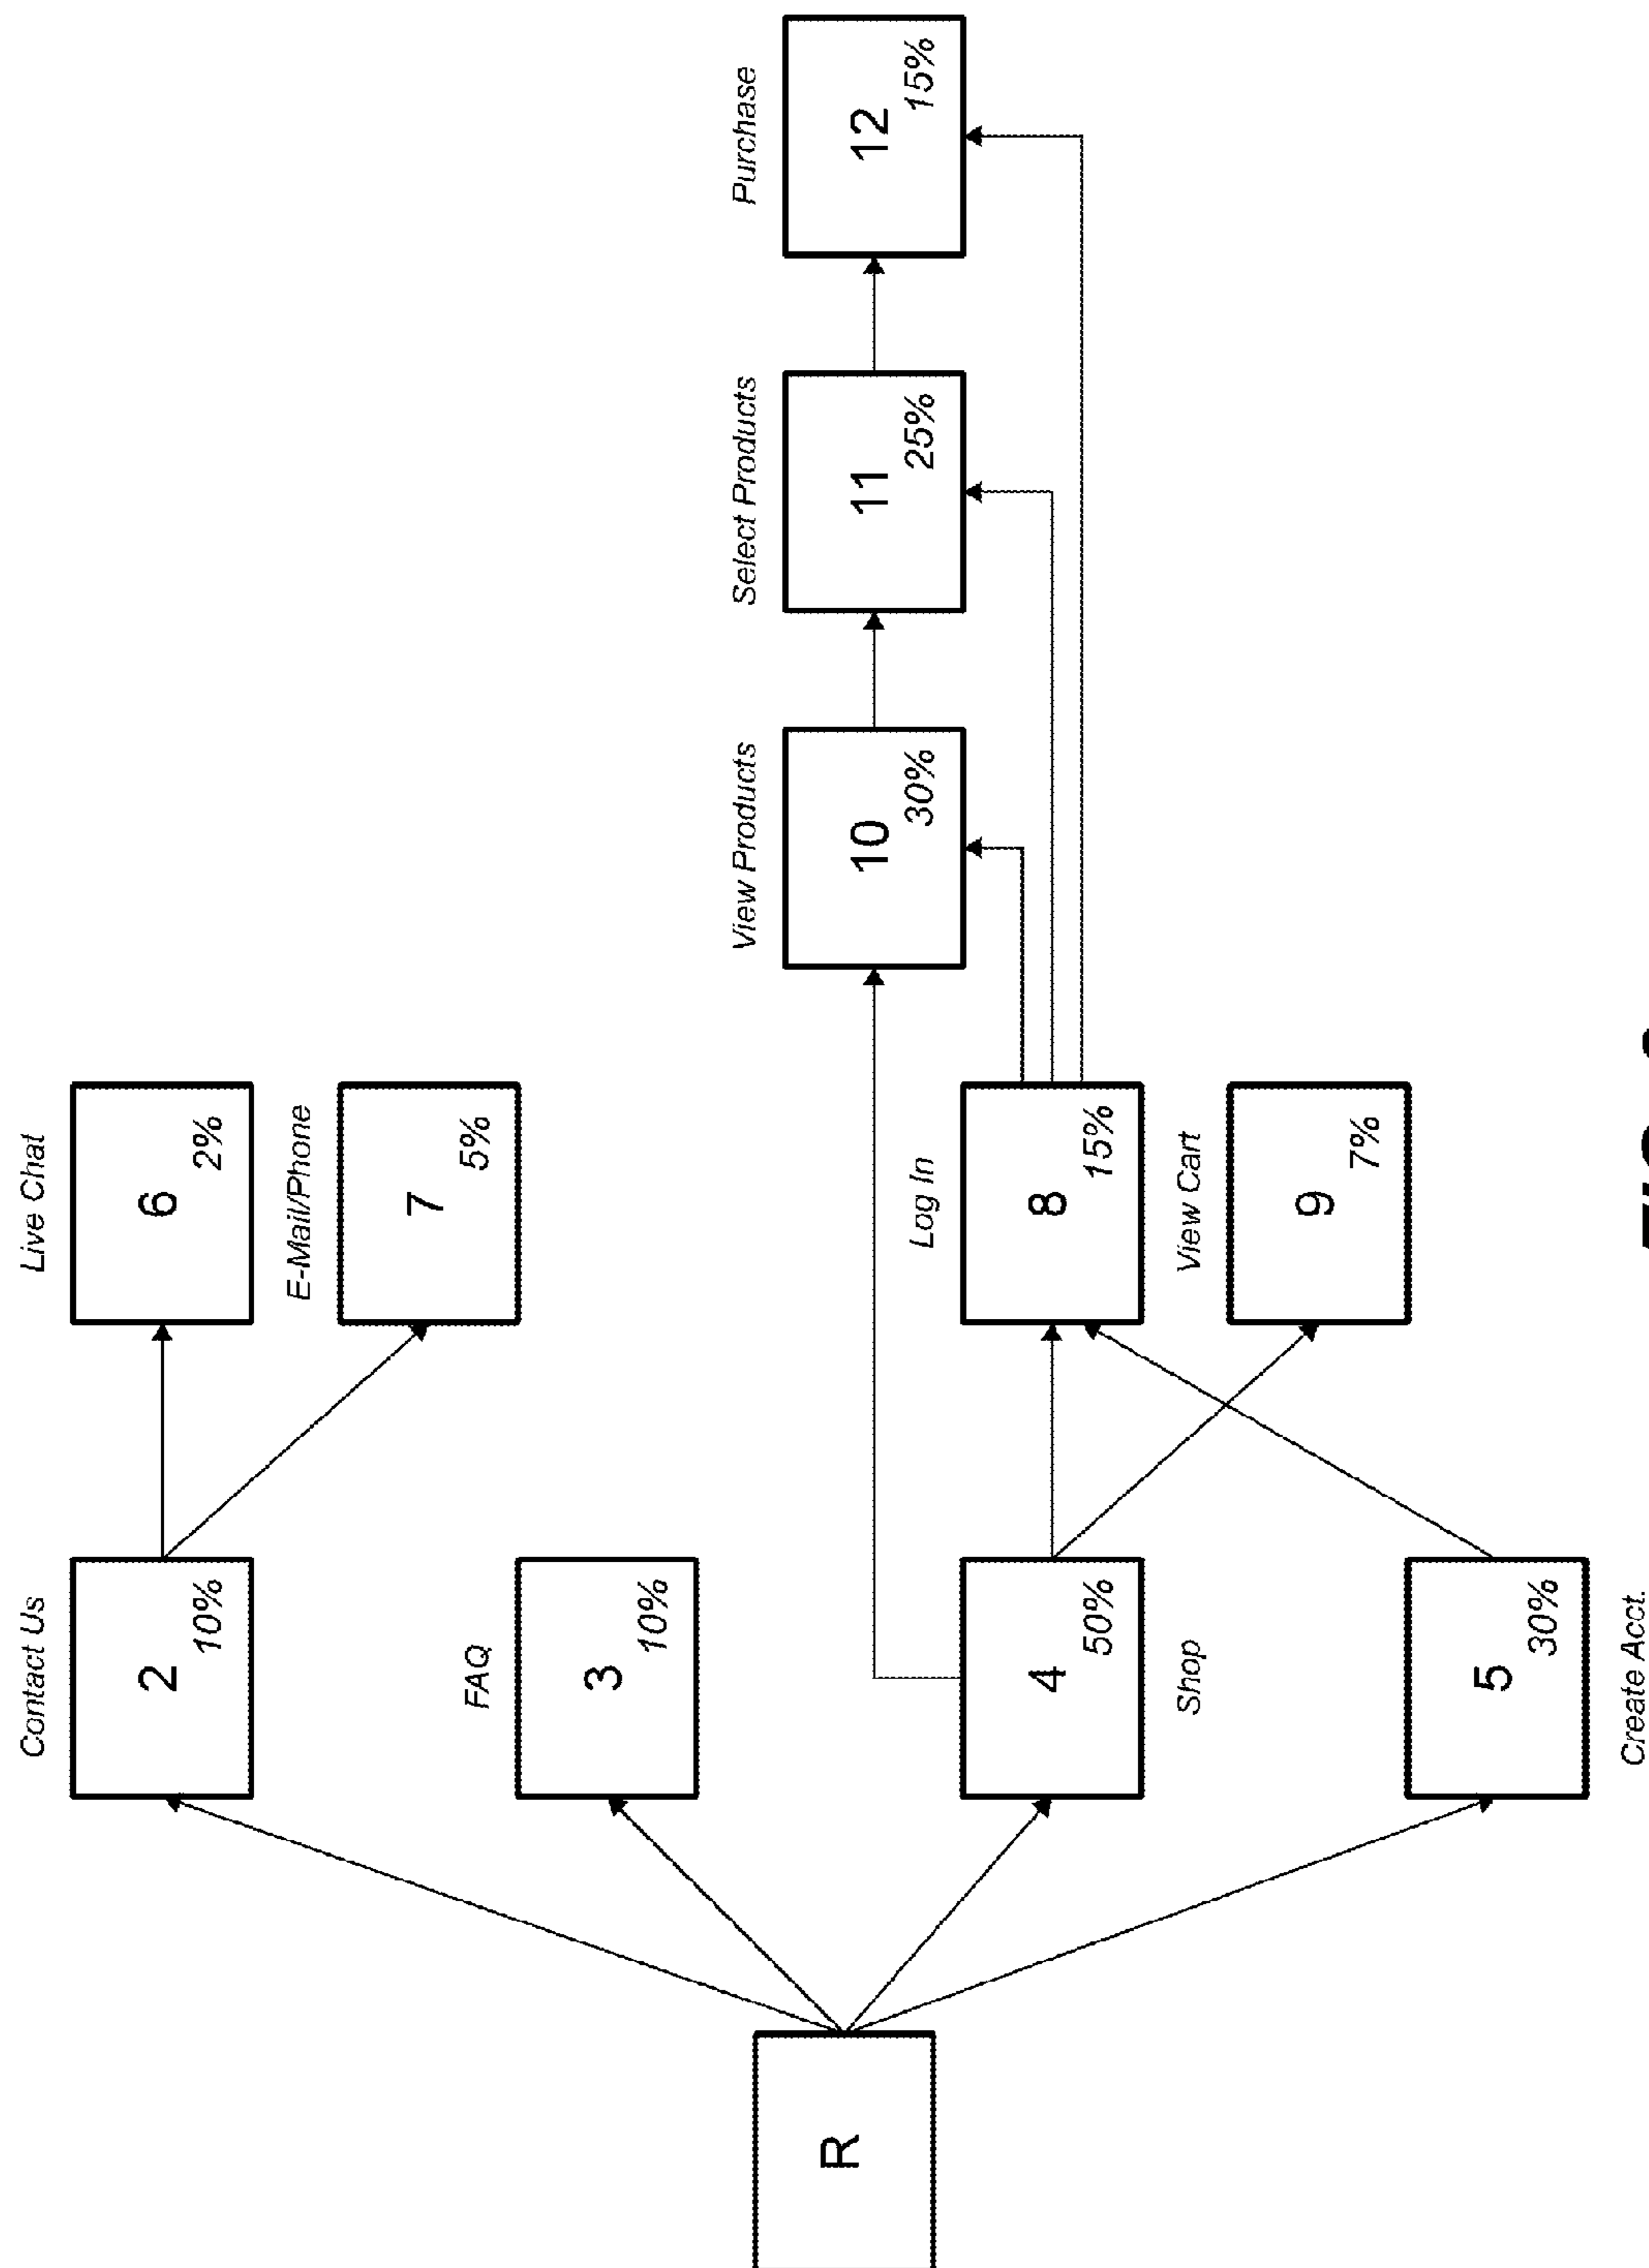 R
Contact Us
2
10%
FAQ
3
10%
4
50%
Shop
5
30%
Create Acct.
Live Chat
6
2%
E-Mail/Phone
7
5%
Log In
8
15%
View Cart
9
7%
View Products
10
30%
Select Products
11
25%
Purchase
12
15%